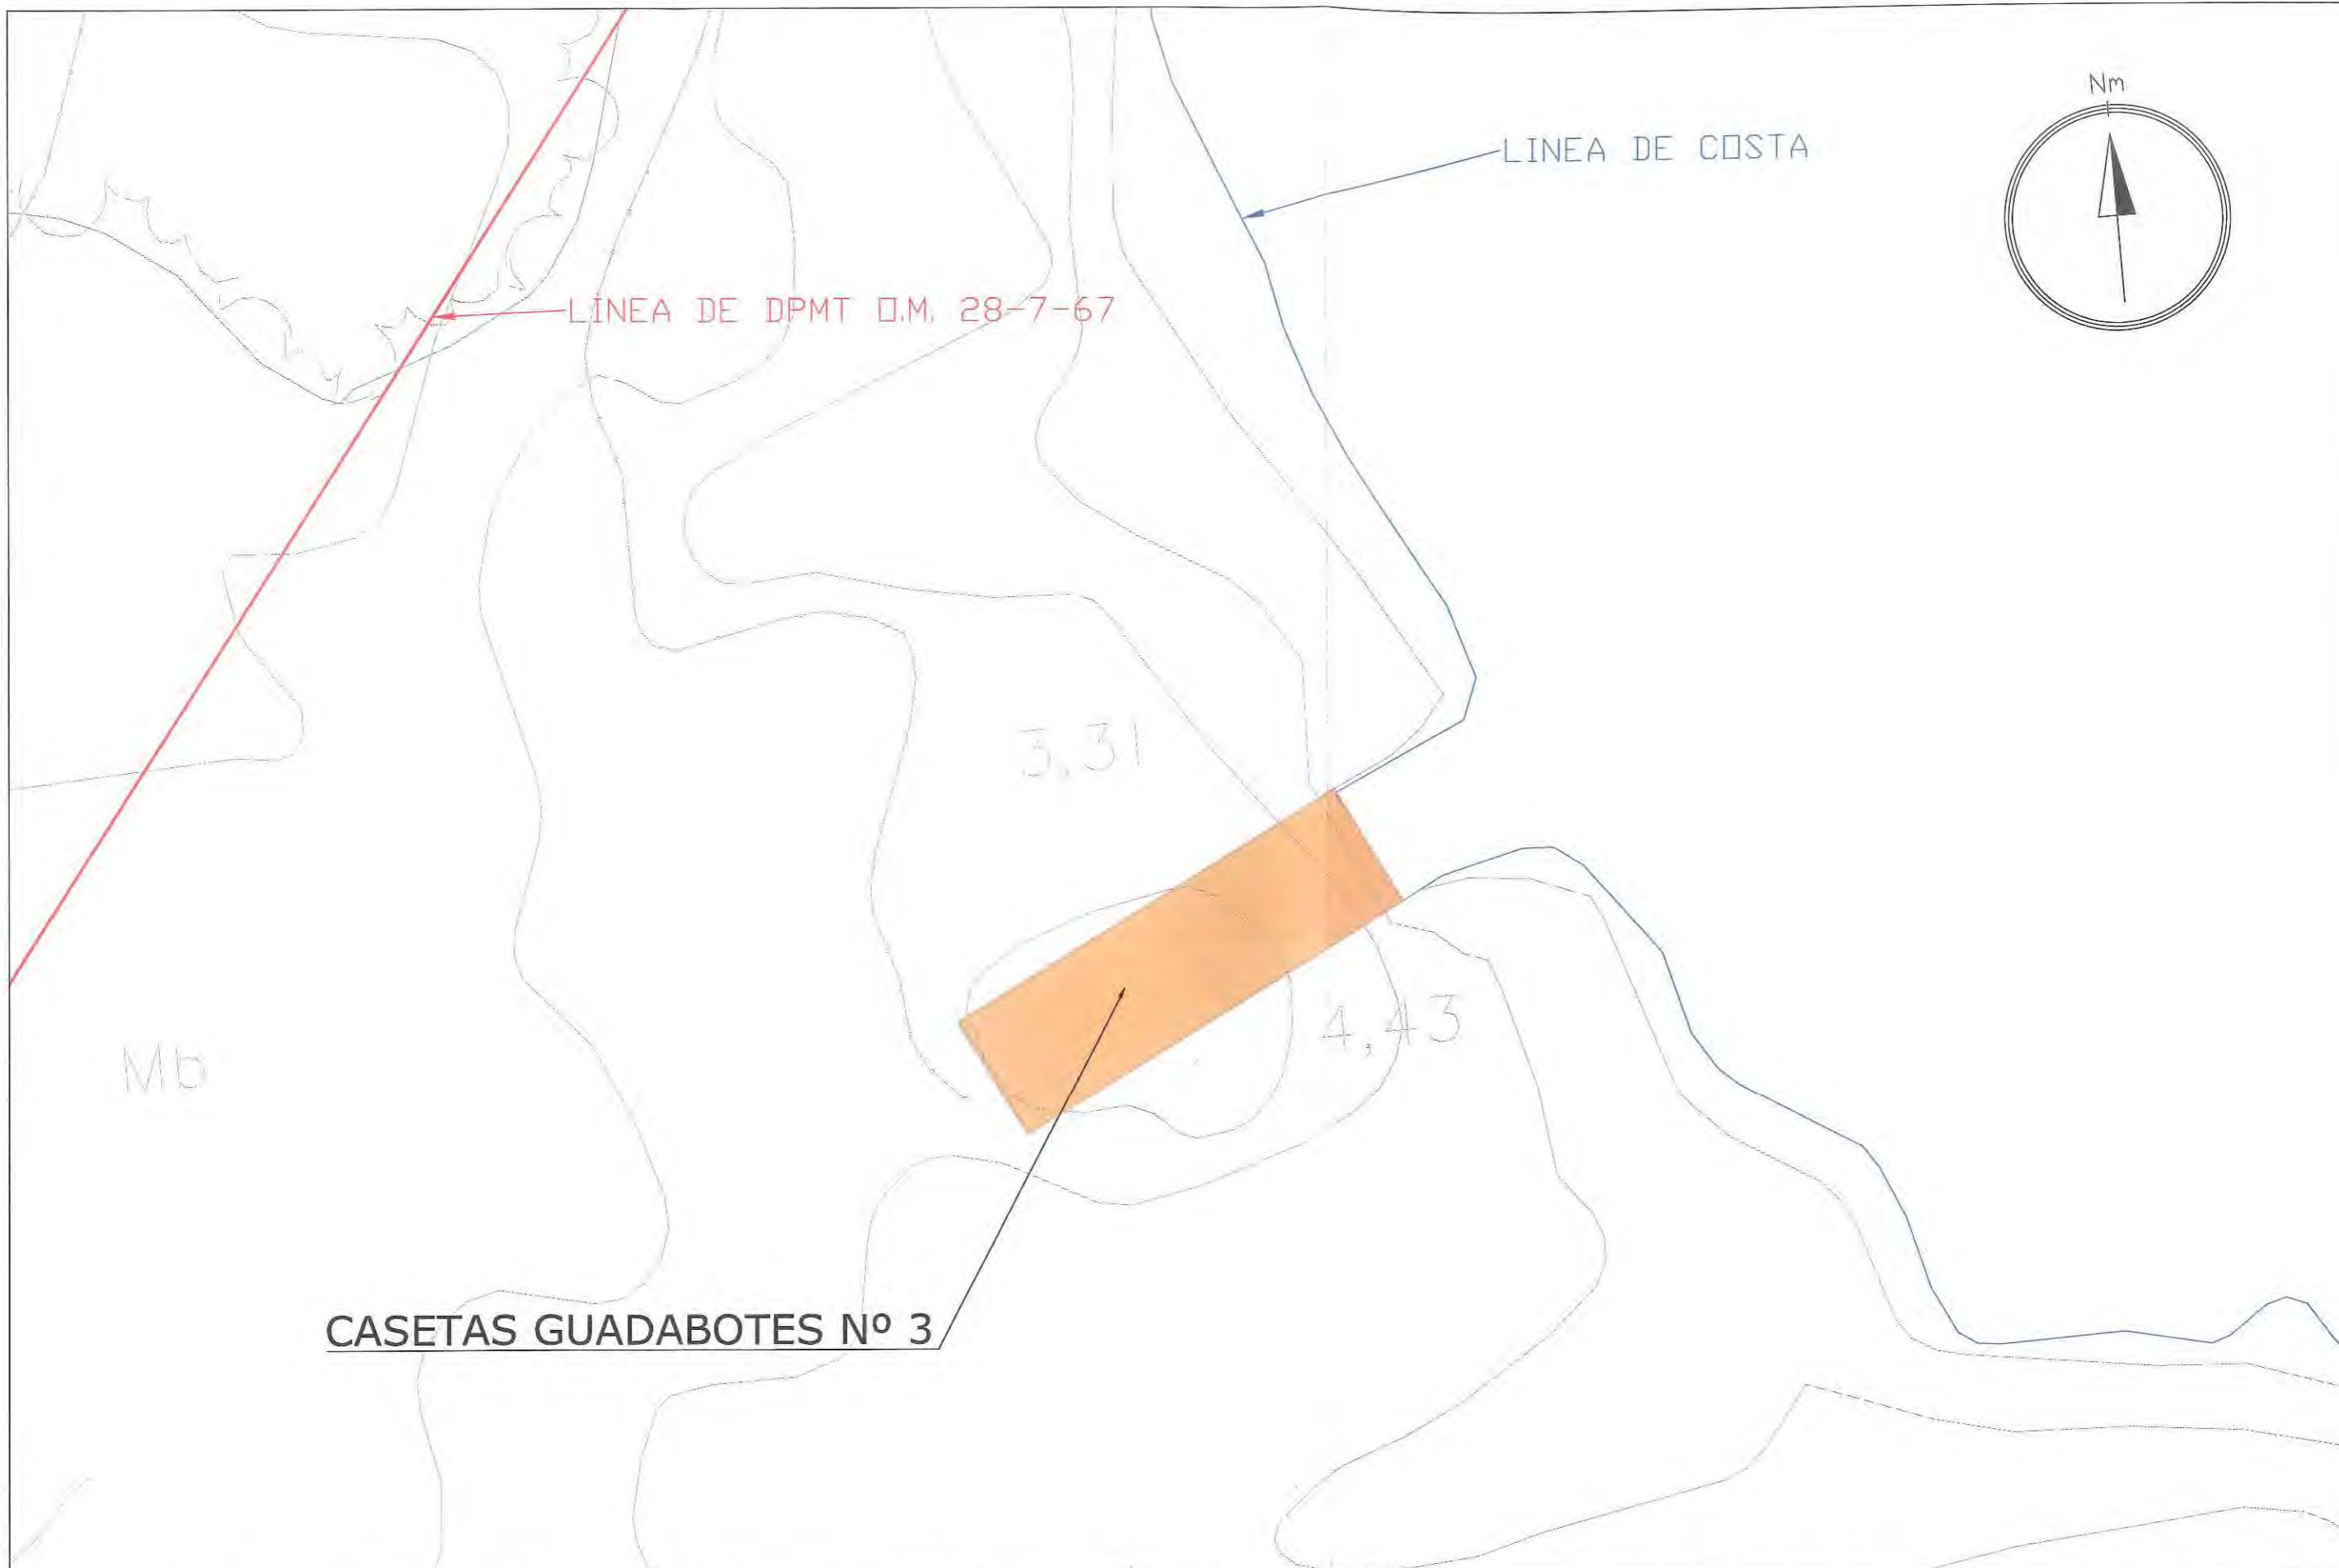 Nm
LINEA DE COSTA
LINEA DE DPMT O.M. 28-7-67
3,31
4,43
Mb
CASETAS GUADABOTES Nº 3